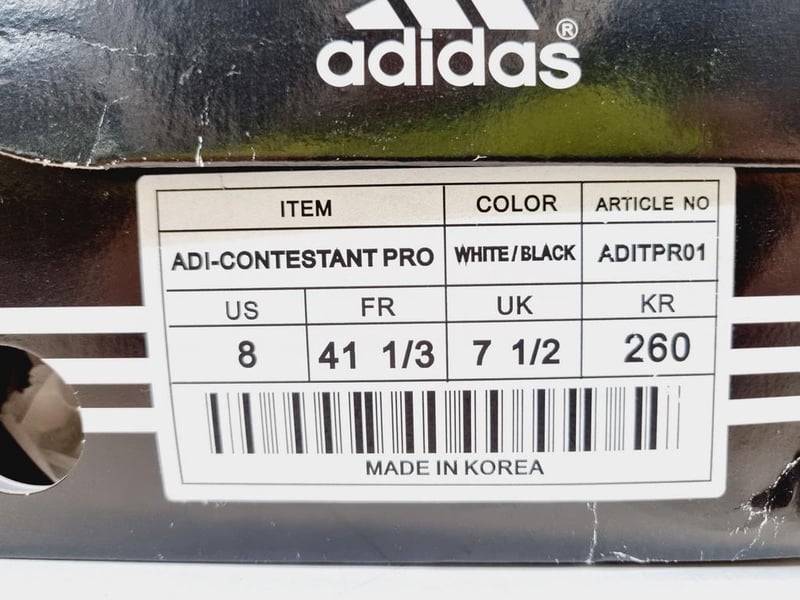 adidas®
ITEM COLOR ARTICLE NO
ADI-CONTESTANT PRO WHITE/BLACK ADITPR01
US FR UK KR
8 41 1/3 7 1/2 260
MADE IN KOREA